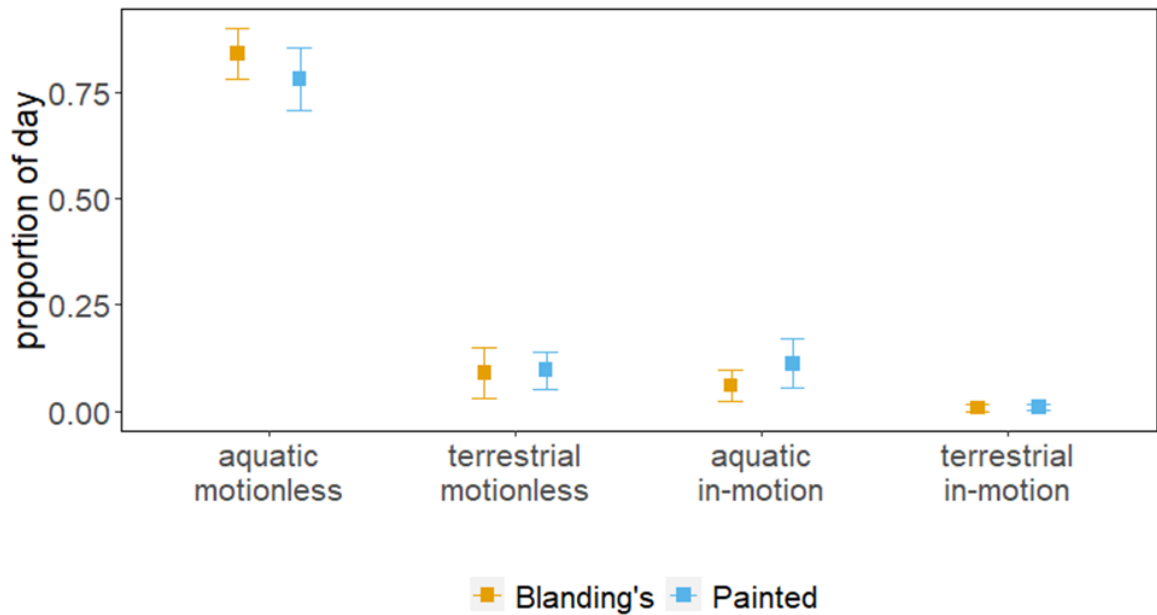 proportion of day
0.75
0.50
0.25
0.00
aquatic
motionless
terrestrial
motionless
aquatic
in-motion
terrestrial
in-motion
Blanding's Painted